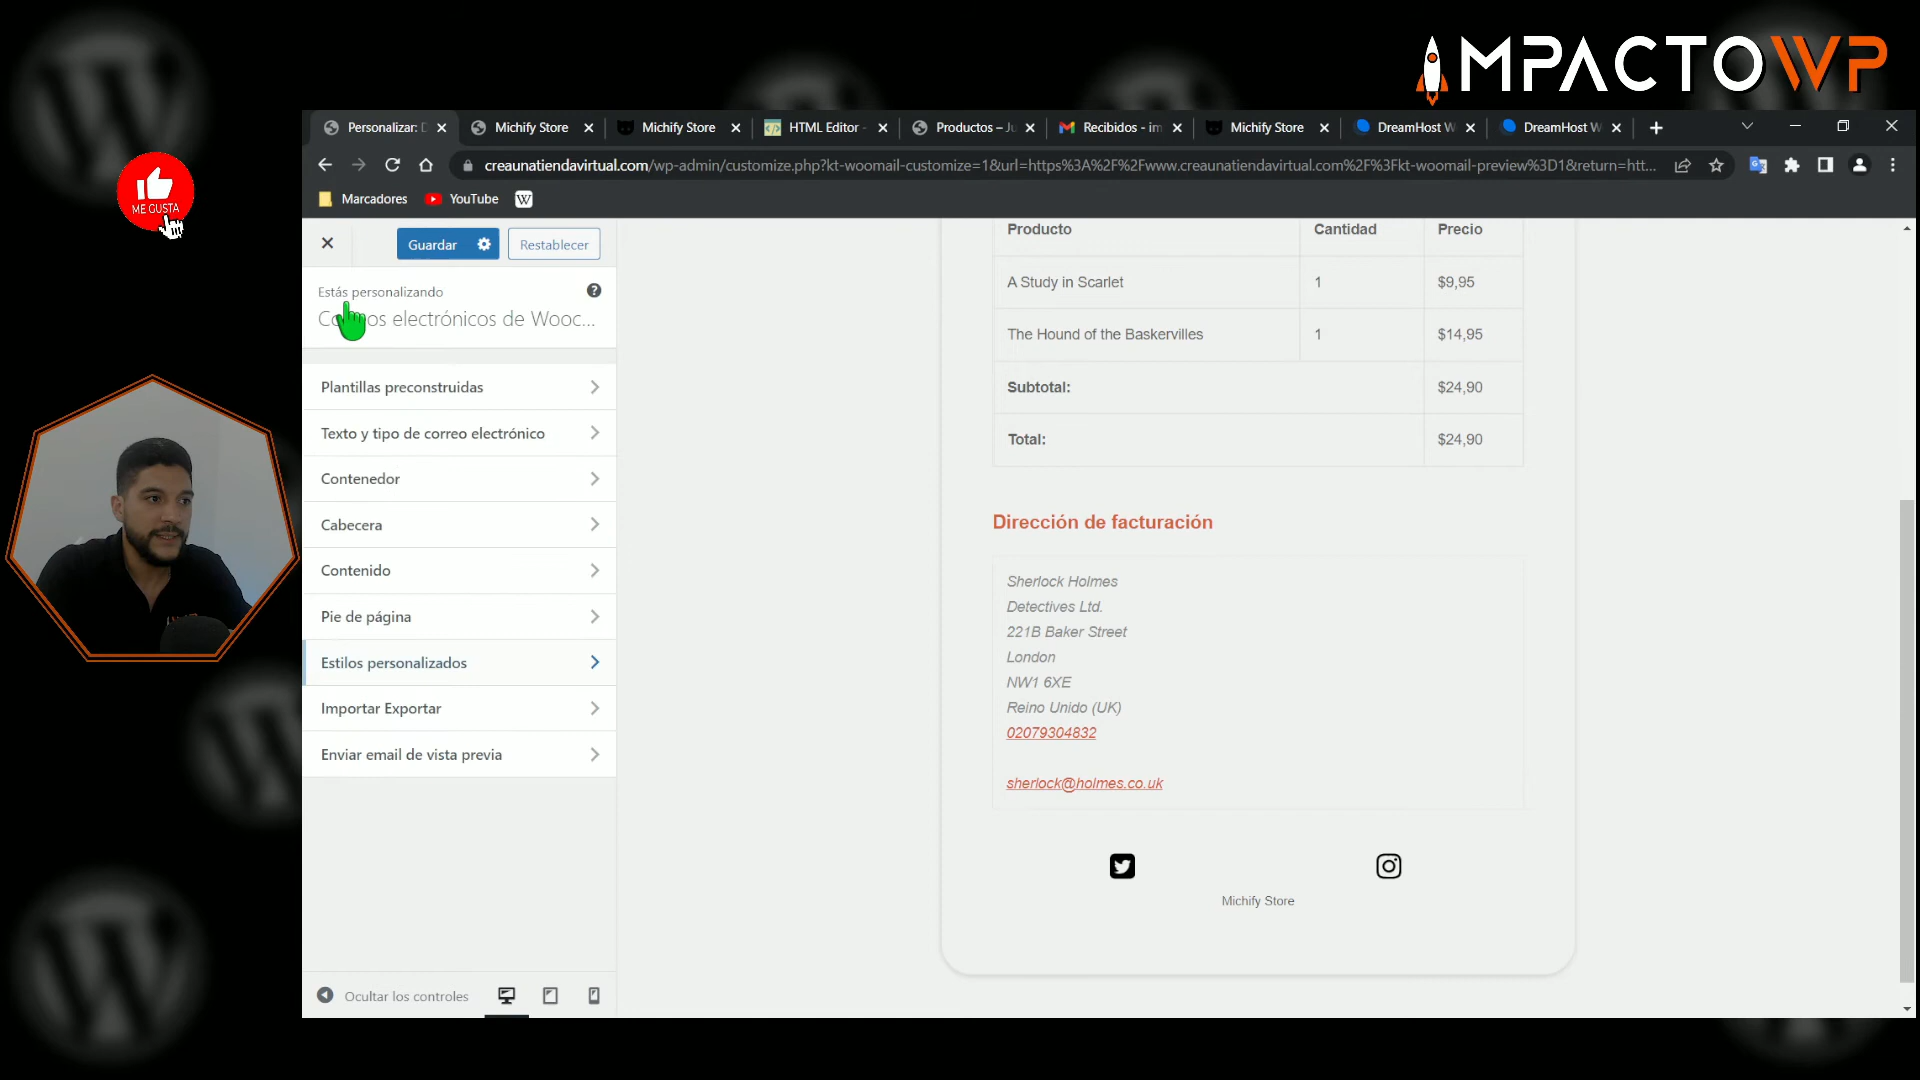 IMPACTOWP
ME GUSTA
Personalizar: D
Michify Store
Michify Store
HTML Editor -
Productos – Ju
Recibidos - im
Michify Store
DreamHost W
DreamHost W
creaunatiendavirtual.com/wp-admin/customize.php?kt-woomail-customize=1&url=https%3A%2F%2Fwww.creaunatiendavirtual.com%2F%3Fkt-woomail-preview%3D1&return=htt...
Marcadores
YouTube
W
Guardar
Restablecer
Estás personalizando
Correos electrónicos de Wooc...
Plantillas preconstruidas
Texto y tipo de correo electrónico
Contenedor
Cabecera
Contenido
Pie de página
Estilos personalizados
Importar Exportar
Enviar email de vista previa
Ocultar los controles
Producto Cantidad Precio
A Study in Scarlet 1 $9,95
The Hound of the Baskervilles 1 $14,95
Subtotal: $24,90
Total: $24,90
Dirección de facturación
Sherlock Holmes
Detectives Ltd.
221B Baker Street
London
NW1 6XE
Reino Unido (UK)
02079304832
sherlock@holmes.co.uk
Michify Store